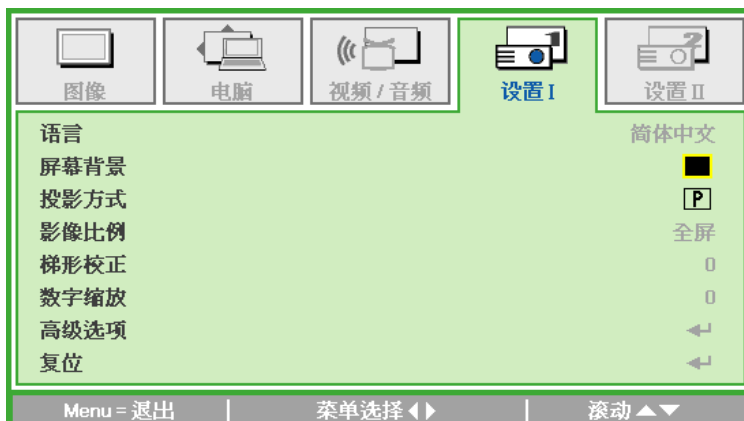 图像
电脑
视频 / 音频
设置 I
设置 II
语言 简体中文
屏幕背景
投影方式 P
影像比例 全屏
梯形校正 0
数字缩放 0
高级选项
复位
Menu = 退出 | 菜单选择 | 滚动